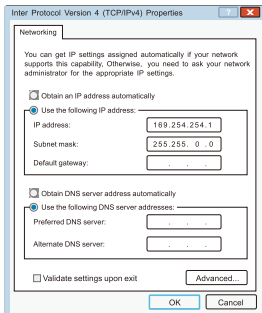 Inter Protocol Version 4 (TCP/IPv4) Properties
?
X
Networking
You can get IP settings assigned automatically if your network
supports this capability, Otherwise, you need to ask your network
administrator for the appropriate IP settings.
Obtain an IP address automatically
Use the following IP address:
IP address: 169.254.254.1
Subnet mask: 255.255. 0 .0
Default gateway: . . .
Obtain DNS server address automatically
Use the following DNS server addresses:
Preferred DNS server: . . .
Alternate DNS server: . . .
Validate settings upon exit
Advanced...
OK Cancel